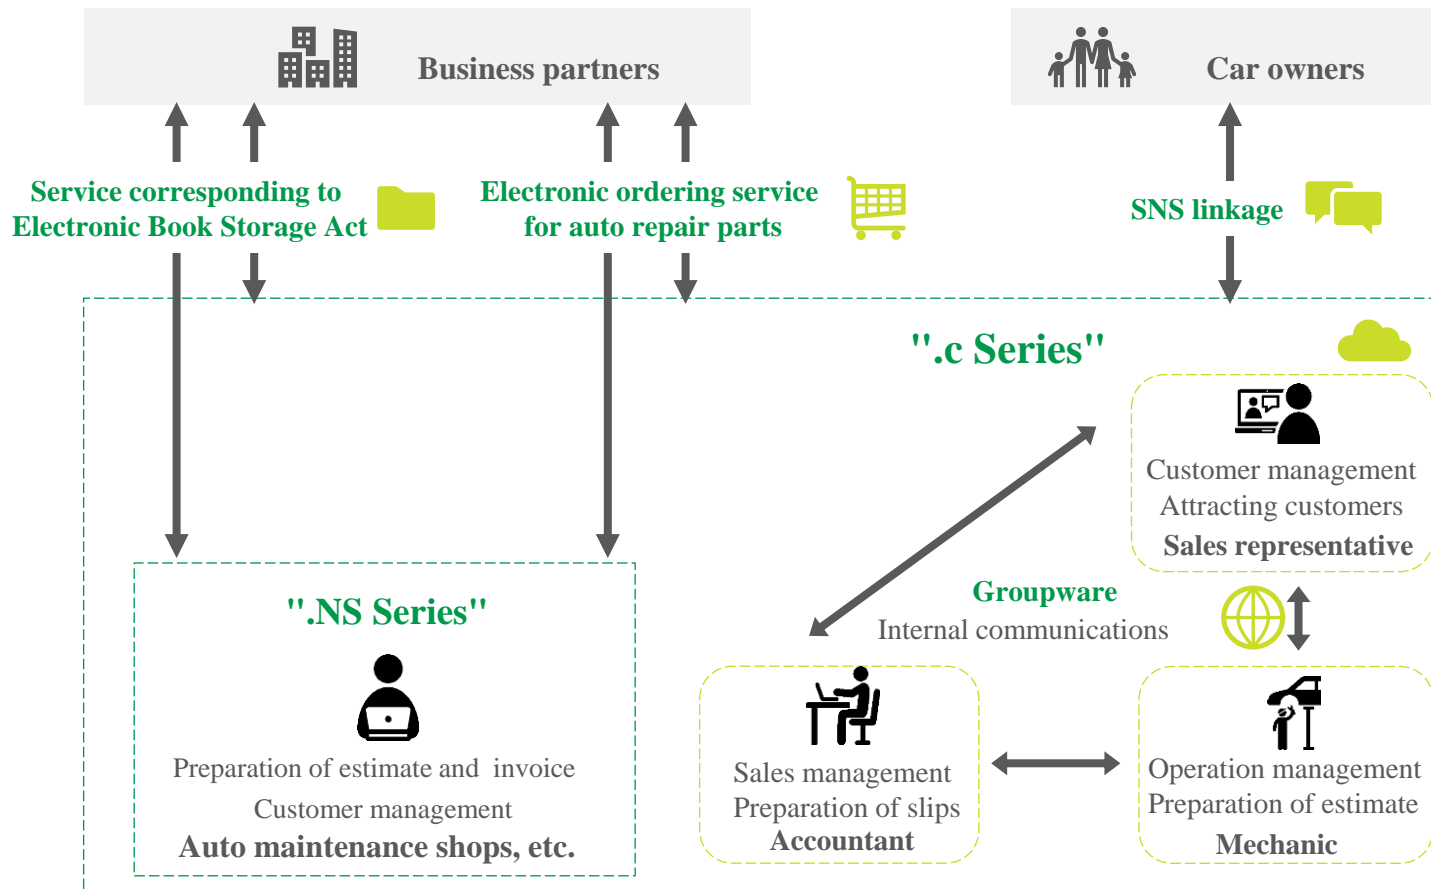 Business partners
Car owners
Service corresponding to
Electronic Book Storage Act
Electronic ordering service
for auto repair parts
SNS linkage
".c Series"
Customer management
Attracting customers
Sales representative
Groupware
Internal communications
".NS Series"
Preparation of estimate and invoice
Customer management
Auto maintenance shops, etc.
Sales management
Preparation of slips
Accountant
Operation management
Preparation of estimate
Mechanic